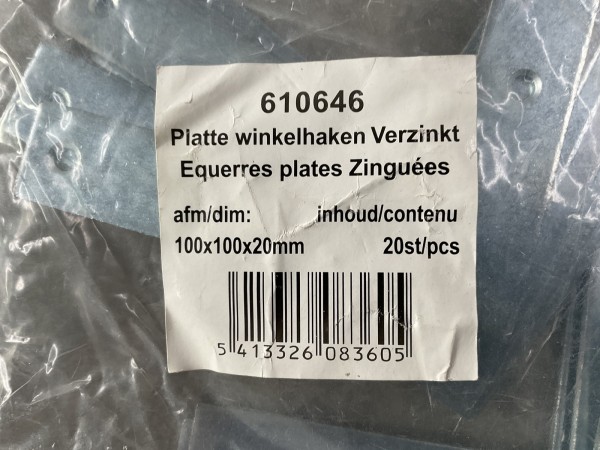 610646
Platte winkelhaken Verzinkt
Equerres plates Zinguées
afm/dim: inhoud/contenu
100x100x20mm 20st/pcs
5 413326 083605